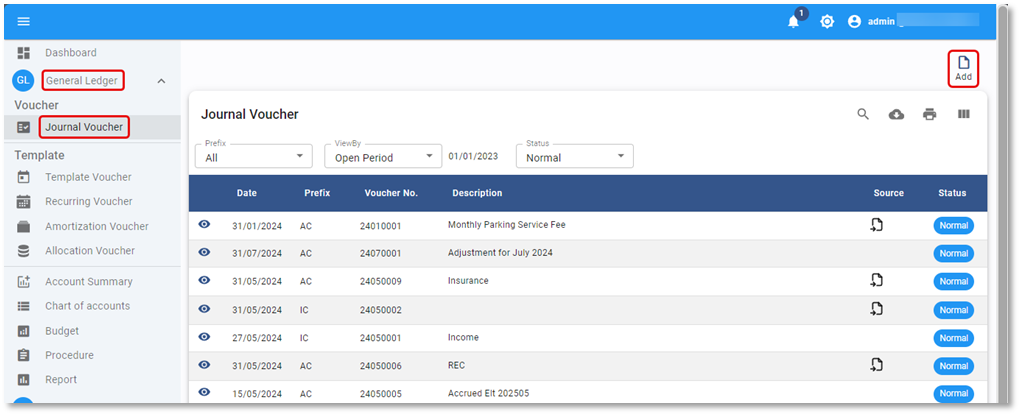 1
admin
Dashboard
GL General Ledger
Voucher
Journal Voucher
Template
Template Voucher
Recurring Voucher
Amortization Voucher
Allocation Voucher
Account Summary
Chart of accounts
Budget
Procedure
Report
Add
Journal Voucher
Prefix ViewBy Status
All Open Period 01/01/2023 Normal
Date Prefix Voucher No. Description Source Status
31/01/2024 AC 24010001 Monthly Parking Service Fee Normal
31/07/2024 AC 24070001 Adjustment for July 2024 Normal
31/05/2024 AC 24050009 Insurance Normal
31/05/2024 IC 24050002 Normal
27/05/2024 IC 24050001 Income Normal
31/05/2024 AC 24050006 REC Normal
15/05/2024 AC 24050005 Accrued Elt 202505 Normal